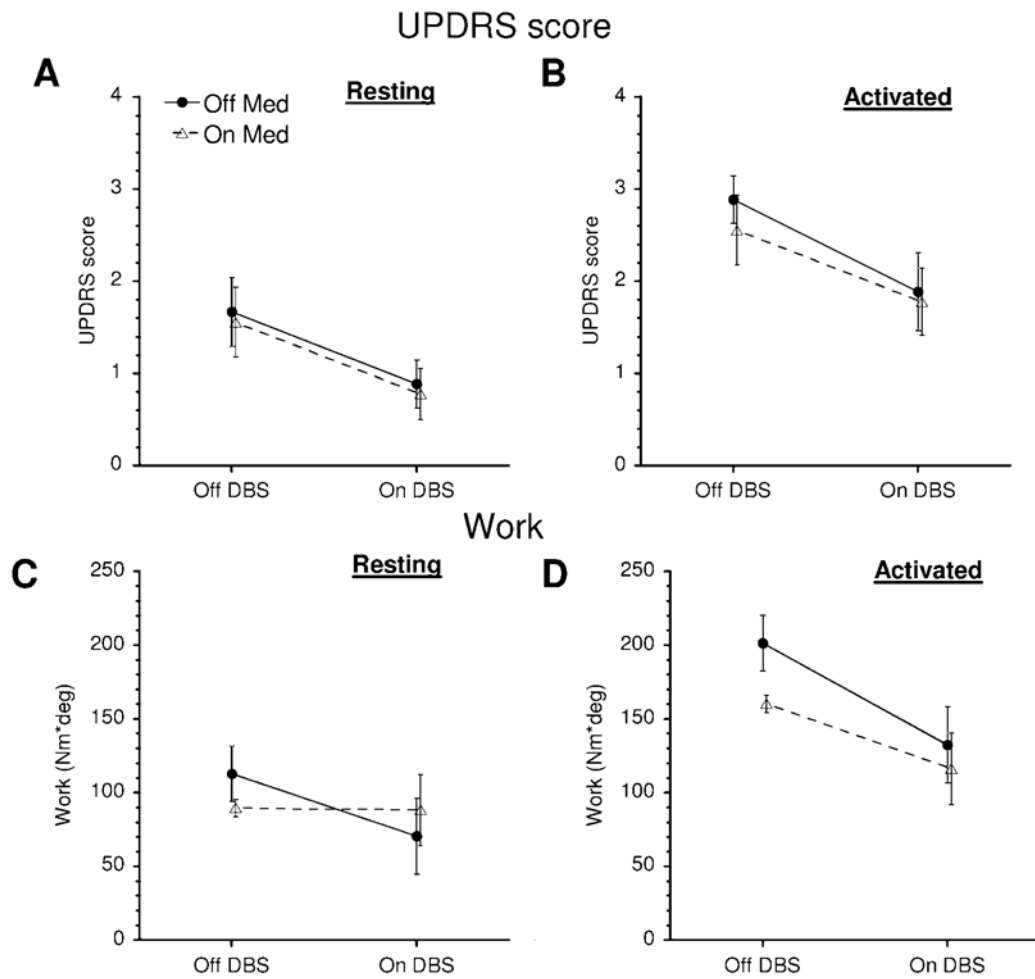 UPDRS score
A
Resting
Off Med
On Med
UPDRS score
4
3
2
1
0
Off DBS On DBS
B
Activated
UPDRS score
4
3
2
1
0
Off DBS On DBS
Work
C
Resting
Work (Nm*deg)
250
200
150
100
50
0
Off DBS On DBS
D
Activated
Work (Nm*deg)
250
200
150
100
50
0
Off DBS On DBS